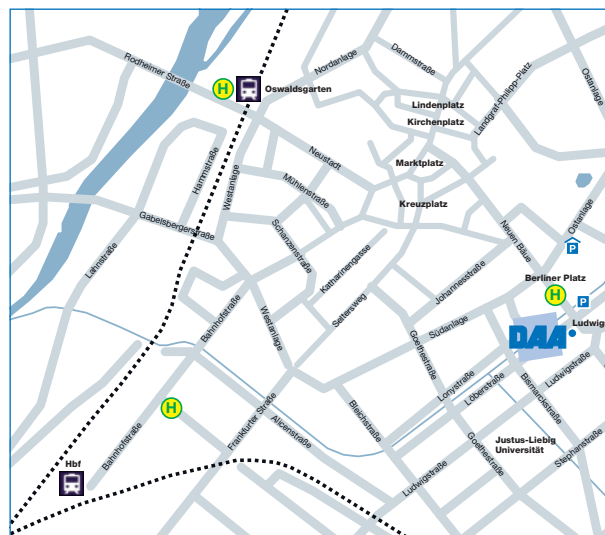 Rodheimer Straße
H
Oswaldsgarten
Nordanlage
Dammstraße
Landgraf-Philipp-Platz
Ostanlage
Lindenplatz
Kirchenplatz
Neustadt
Marktplatz
Hammstraße
Westanlage
Mühlenstraße
Kreuzplatz
Gabelsbergerstraße
Schanzenstraße
Katharinengasse
Neuen Bäue
Ostanlage
P
Lahnstraße
Seltersweg
Johannesstraße
Berliner Platz
H
P
Bahnhofstraße
Westanlage
Südanlage
Goethestraße
DAA
Ludwig
Lonystraße
Löberstraße
Bismarckstraße
Ludwigstraße
H
Frankfurter Straße
Alicenstraße
Bleichstraße
Justus-Liebig
Universität
Goethestraße
Stephanstraße
Hbf
Bahnhofstraße
Ludwigstraße